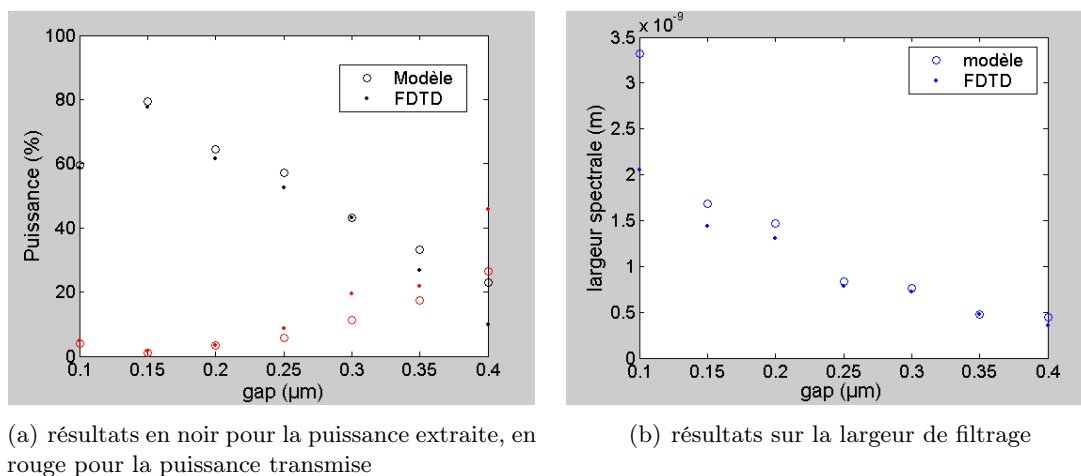 100
80
60
40
20
0
Puissance (%)
Modèle
FDTD
0.1 0.15 0.2 0.25 0.3 0.35 0.4
gap (µm)
x 10⁻⁹
3.5
3
2.5
2
1.5
1
0.5
0
largeur spectrale (m)
modèle
FDTD
0.1 0.15 0.2 0.25 0.3 0.35 0.4
gap (µm)
(a) résultats en noir pour la puissance extraite, en
rouge pour la puissance transmise
(b) résultats sur la largeur de filtrage